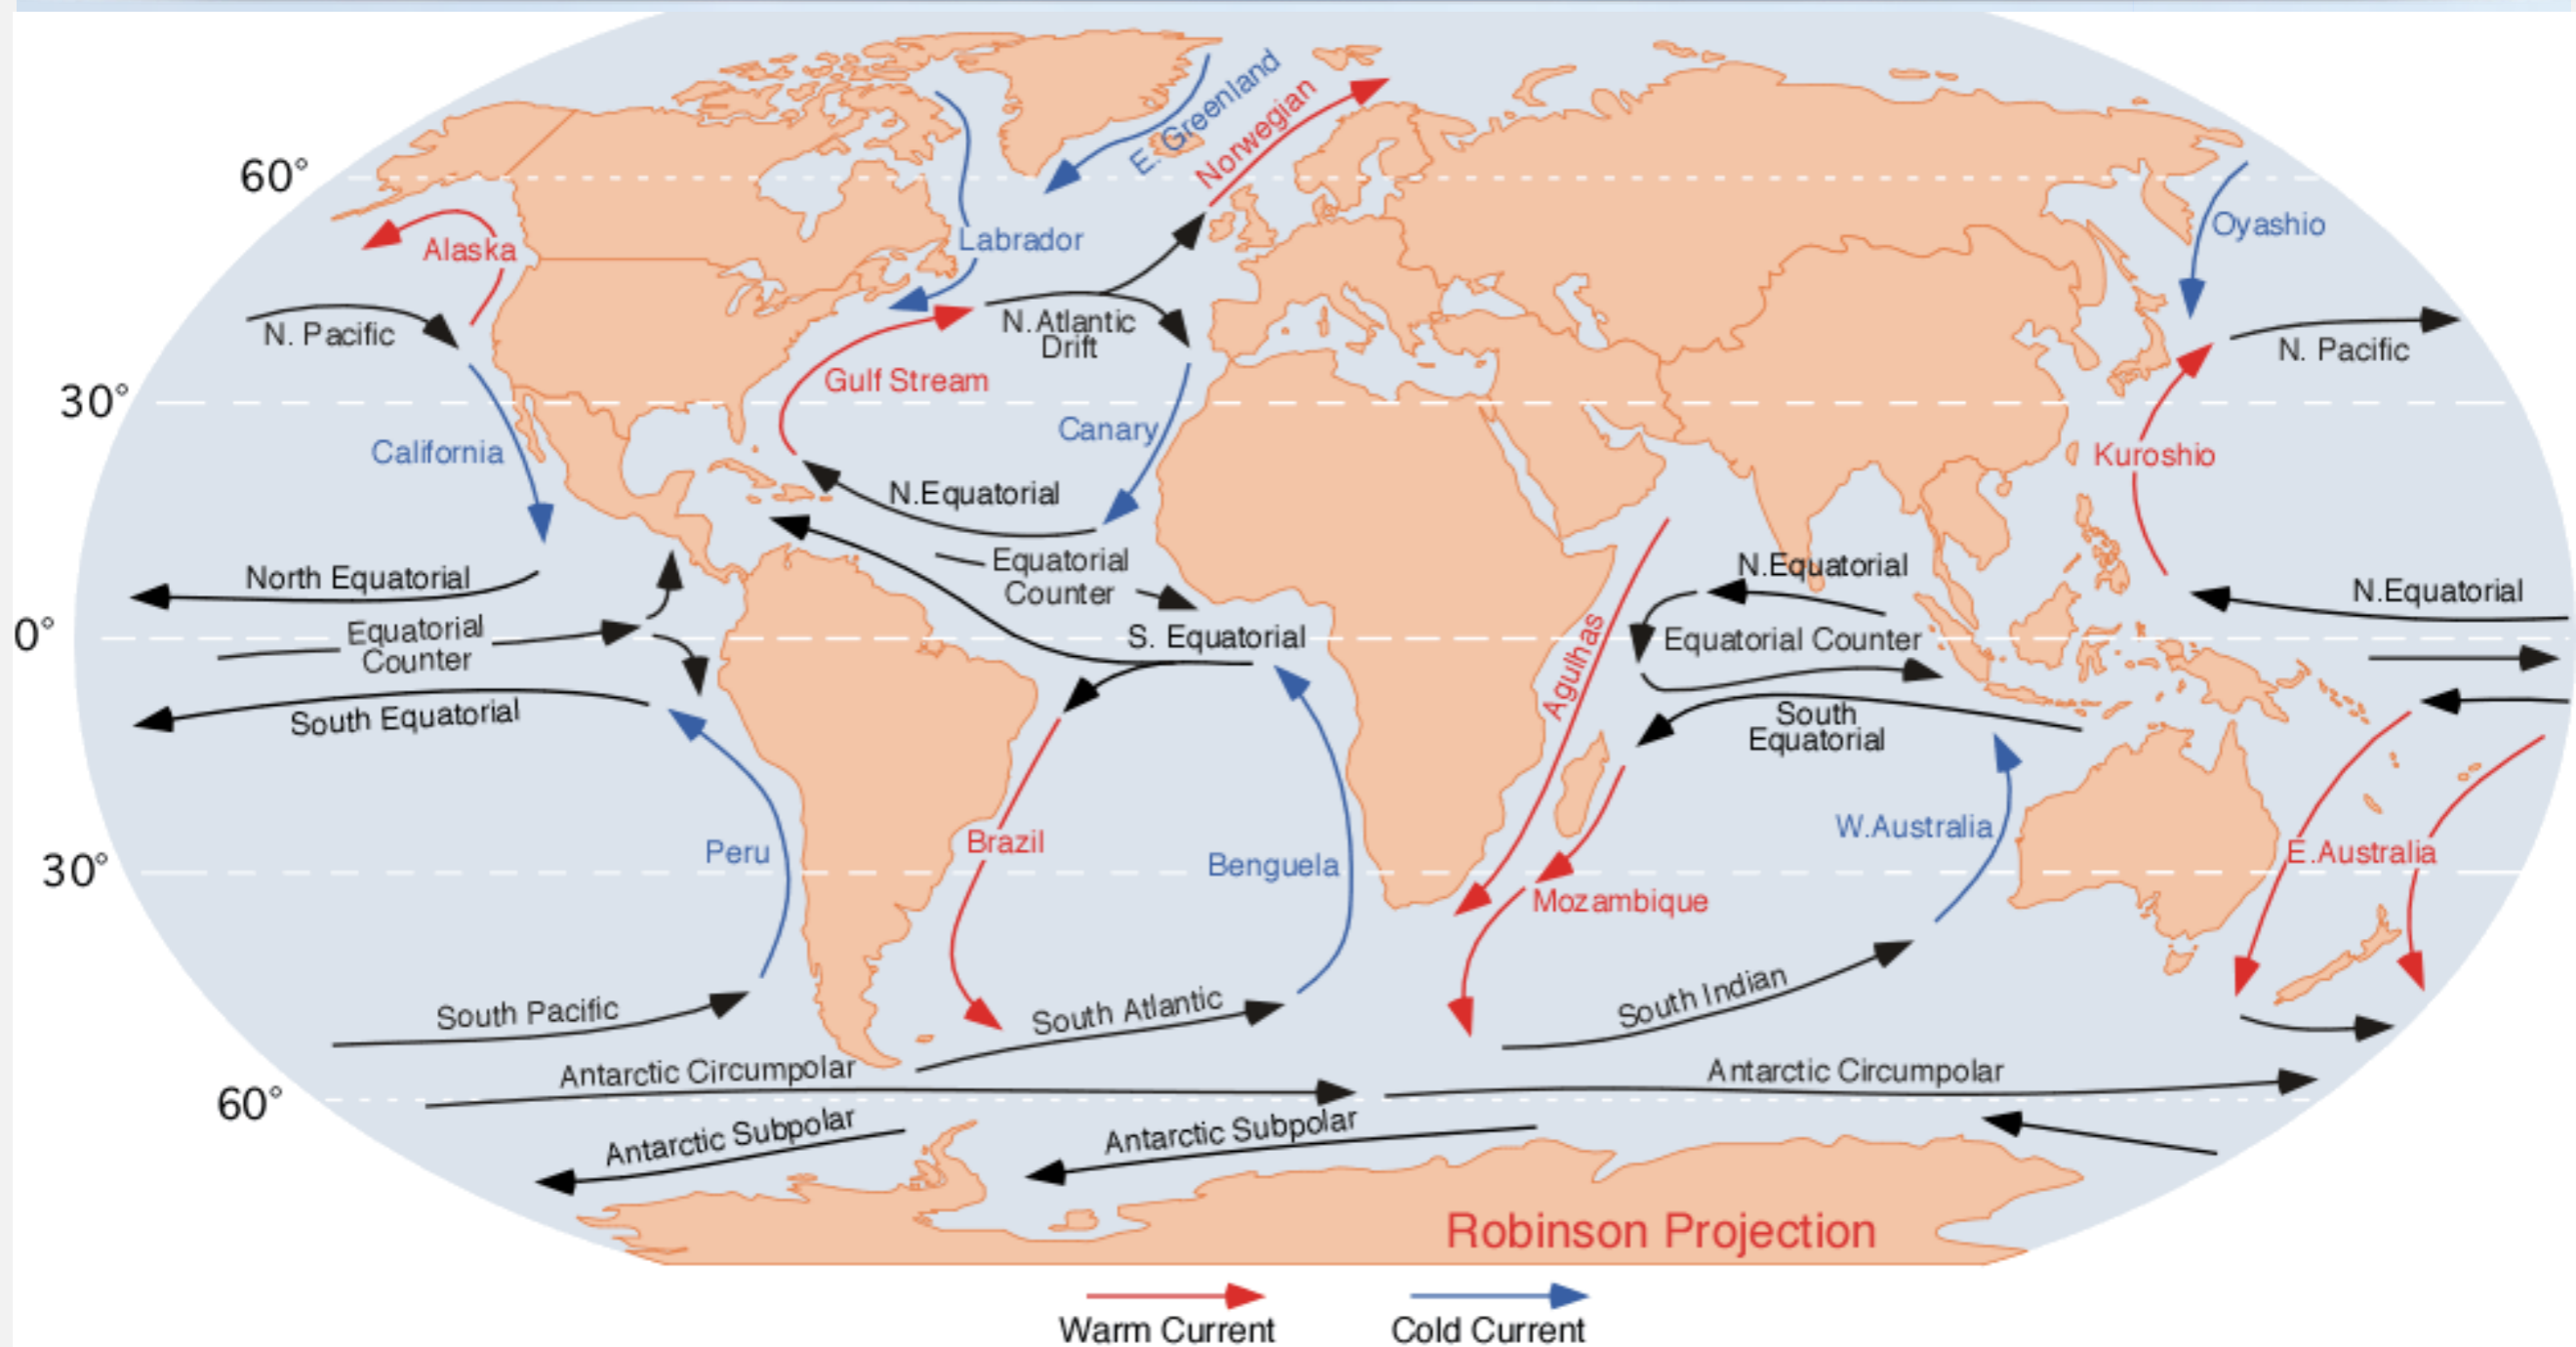 60°
E. Greenland
Norwegian
Alaska
Labrador
Oyashio
N. Pacific
N.Atlantic
Drift
N. Pacific
30°
Gulf Stream
California
Canary
Kuroshio
N.Equatorial
North Equatorial
Equatorial
Counter
N.Equatorial
N.Equatorial
0°
Equatorial
Counter
S. Equatorial
Agulhas
Equatorial Counter
South Equatorial
South
Equatorial
30°
Peru
Brazil
Benguela
Mozambique
W.Australia
E.Australia
South Pacific
South Atlantic
South Indian
60°
Antarctic Circumpolar
Antarctic Circumpolar
Antarctic Subpolar
Antarctic Subpolar
Robinson Projection
Warm Current
Cold Current